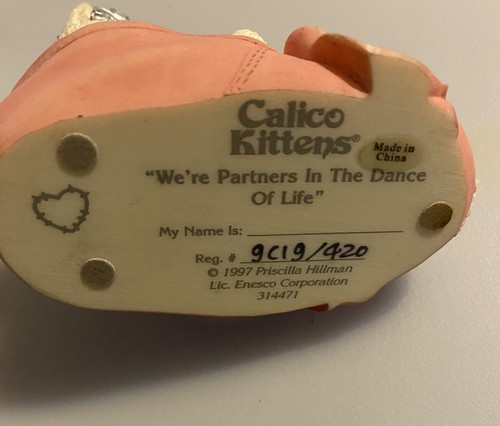 Calico
Kittens®
Made in
China
"We're Partners In The Dance
Of Life"
My Name Is:
Reg. # 9C19/420
© 1997 Priscilla Hillman
Lic. Enesco Corporation
314471